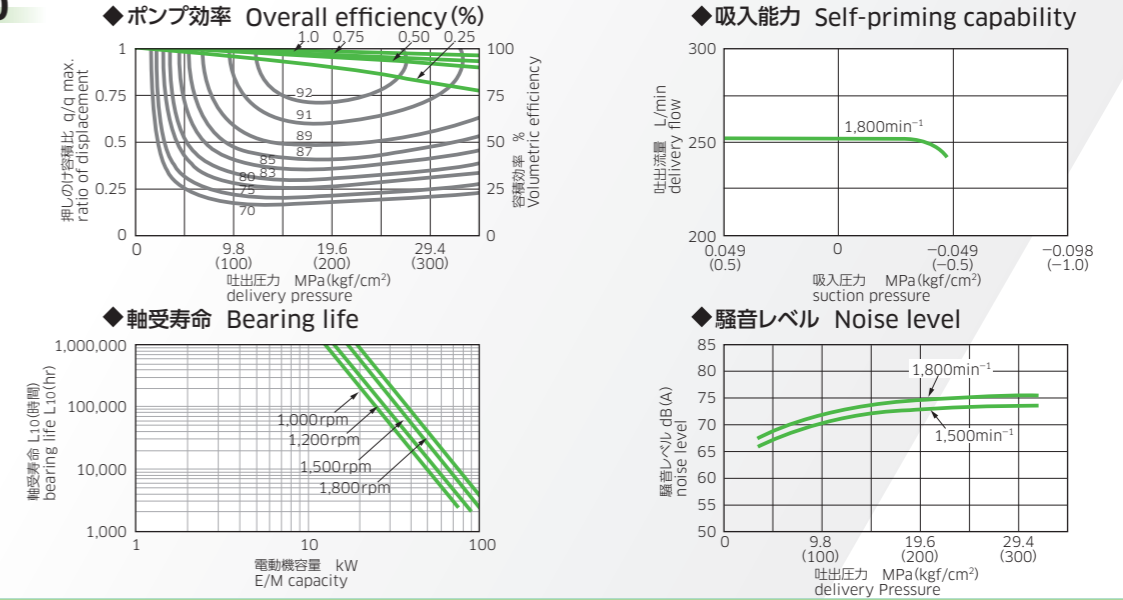 ◆ポンプ効率 Overall efficiency(%)
1.0 0.75 0.50 0.25
押しのけ容積比 q/q max.
ratio of displacement
1
0.75
0.5
0.25
0
92
91
89
87
85
83
80
75
70
100
75
50
25
0
容積効率 %
Volumetric efficiency
0 9.8 19.6 29.4
(100) (200) (300)
吐出圧力 MPa(kgf/cm²)
delivery pressure
◆吸入能力 Self-priming capability
吐出流量 L/min
delivery flow
300
250
200
1,800min⁻¹
0.049 0 −0.049 −0.098
(0.5) (−0.5) (−1.0)
吸入圧力 MPa(kgf/cm²)
suction pressure
◆軸受寿命 Bearing life
軸受寿命 L10(時間)
bearing life L10(hr)
1,000,000
100,000
10,000
1,000
1,000rpm
1,200rpm
1,500rpm
1,800rpm
1 10 100
電動機容量 kW
E/M capacity
◆騒音レベル Noise level
騒音レベル dB(A)
noise level
85
80
75
70
65
60
55
50
1,800min⁻¹
1,500min⁻¹
0 9.8 19.6 29.4
(100) (200) (300)
吐出圧力 MPa(kgf/cm²)
delivery Pressure